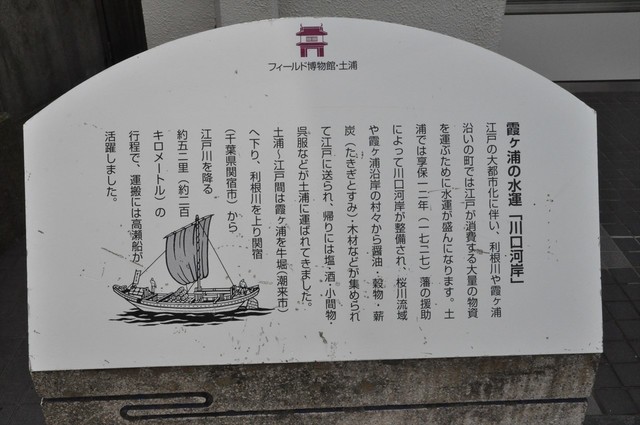 フィールド博物館・土浦
霞ヶ浦の水運「川口河岸」
江戸の大都市化に伴い、利根川や霞ヶ浦
沿いの町では江戸が消費する大量の物資
を運ぶために水運が盛んになります。土
浦では享保一二年（一七二七）藩の援助
によって川口河岸が整備され、桜川流域
や霞ヶ浦沿岸の村々から醤油・穀物・薪
炭（たきぎとすみ）・木材などが集められ
て江戸に送られ、帰りには塩・酒・小間物・
呉服などが土浦に運ばれてきました。
土浦～江戸間は霞ヶ浦を牛堀（潮来市）
へ下り、利根川を上り関宿
（千葉県関宿市）から
江戸川を降る
約五二里（約二百
キロメートル）の
行程で、運搬には高瀬船が
活躍しました。